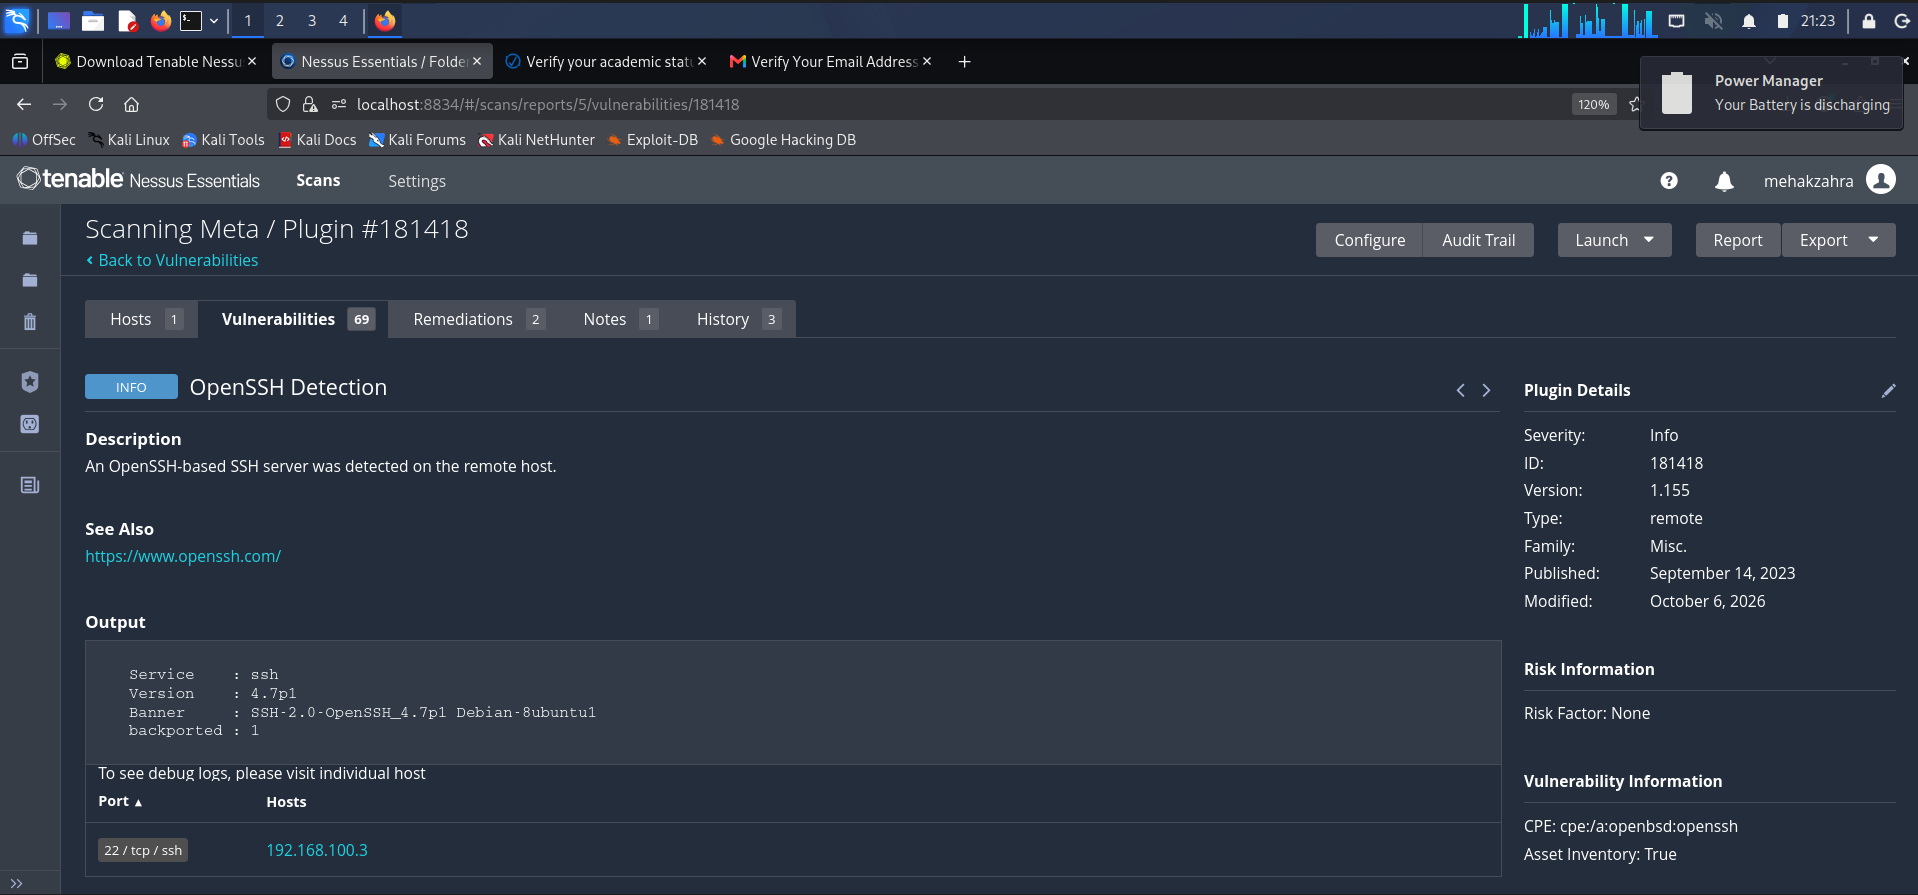 1 2 3 4
21:23
Download Tenable Nessu
Nessus Essentials / Folde
Verify your academic stat
Verify Your Email Address
Power Manager
Your Battery is discharging
localhost:8834/#/scans/reports/5/vulnerabilities/181418
120%
OffSec Kali Linux Kali Tools Kali Docs Kali Forums Kali NetHunter Exploit-DB Google Hacking DB
tenable Nessus Essentials Scans Settings mehakzahra
Scanning Meta / Plugin #181418
Back to Vulnerabilities
Configure Audit Trail Launch Report Export
Hosts 1 Vulnerabilities 69 Remediations 2 Notes 1 History 3
INFO OpenSSH Detection
Description
An OpenSSH-based SSH server was detected on the remote host.
See Also
https://www.openssh.com/
Output
Service : ssh
Version : 4.7p1
Banner : SSH-2.0-OpenSSH_4.7p1 Debian-8ubuntu1
backported : 1
To see debug logs, please visit individual host
Port Hosts
22 / tcp / ssh 192.168.100.3
Plugin Details
Severity: Info
ID: 181418
Version: 1.155
Type: remote
Family: Misc.
Published: September 14, 2023
Modified: October 6, 2026
Risk Information
Risk Factor: None
Vulnerability Information
CPE: cpe:/a:openbsd:openssh
Asset Inventory: True